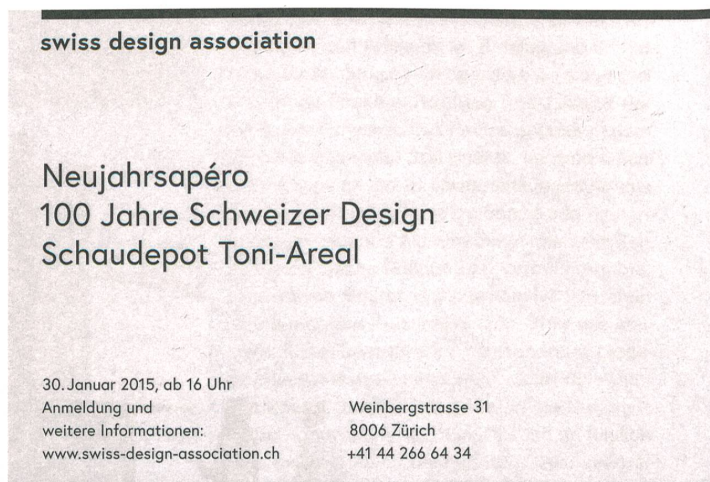 swiss design association
Neujahrsapéro
100 Jahre Schweizer Design
Schaudepot Toni-Areal
30. Januar 2015, ab 16 Uhr
Anmeldung und
weitere Informationen:
www.swiss-design-association.ch
Weinbergstrasse 31
8006 Zürich
+41 44 266 64 34